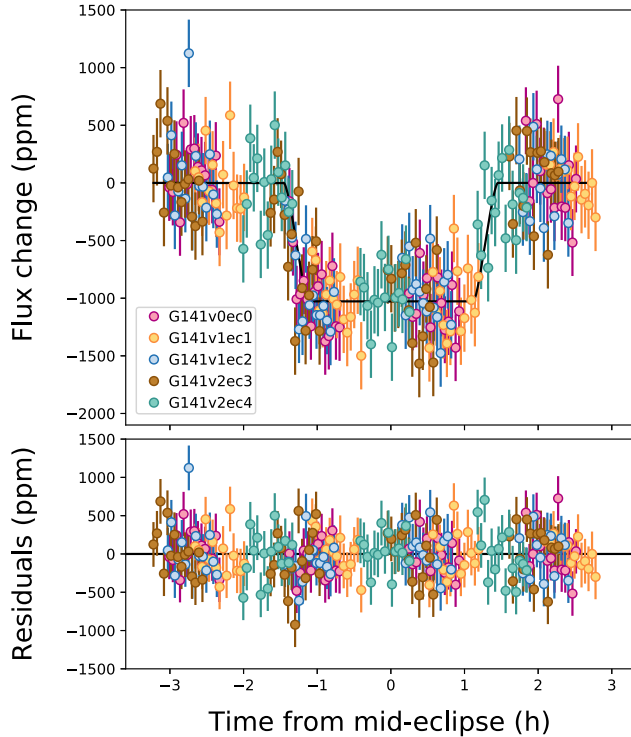 1500
1000
500
0
−500
−1000
−1500
−2000
Flux change (ppm)
G141v0ec0
G141v1ec1
G141v1ec2
G141v2ec3
G141v2ec4
1500
1000
500
0
−500
−1000
−1500
Residuals (ppm)
−3 −2 −1 0 1 2 3
Time from mid-eclipse (h)